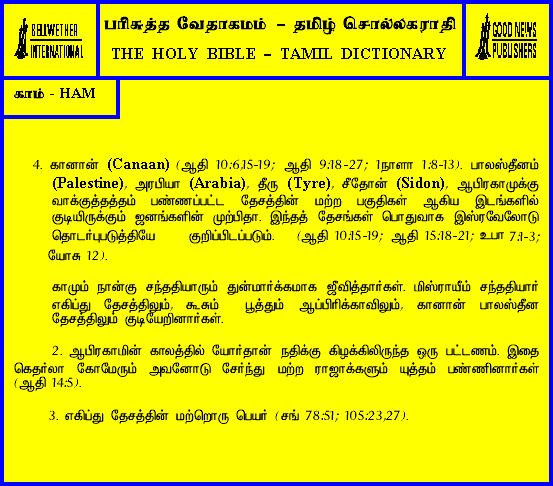 BELLWETHER
INTERNATIONAL
பரிசுத்த வேதாகமம் – தமிழ் சொல்லகராதி
THE HOLY BIBLE – TAMIL DICTIONARY
GOOD NEWS
PUBLISHERS
காம் - HAM
4. கானான் (Canaan) (ஆதி 10:6,15-19; ஆதி 9:18-27; 1நாளா 1:8-13). பாலஸ்தீனம்
(Palestine), அரபியா (Arabia), தீரு (Tyre), சீதோன் (Sidon), ஆபிரகாமுக்கு
வாக்குத்தத்தம் பண்ணப்பட்ட தேசத்தின் மற்ற பகுதிகள் ஆகிய இடங்களில்
குடியிருக்கும் ஜனங்களின் முற்பிதா. இந்தத் தேசங்கள் பொதுவாக இஸ்ரவேலோடு
தொடர்புபடுத்தியே குறிப்பிடப்படும். (ஆதி 10:15-19; ஆதி 15:18-21; உபா 7:1-3;
யோசு 12).
காமும் நான்கு சந்ததியாரும் துன்மார்க்கமாக ஜீவித்தார்கள். மிஸ்ராயீம் சந்ததியார்
எகிப்து தேசத்திலும், கூசும் பூத்தும் ஆப்பிரிக்காவிலும், கானான் பாலஸ்தீன
தேசத்திலும் குடியேறினார்கள்.
2. ஆபிரகாமின் காலத்தில் யோர்தான் நதிக்கு கிழக்கிலிருந்த ஒரு பட்டணம். இதை
கெதர்லா கோமேரும் அவனோடு சேர்ந்து மற்ற ராஜாக்களும் யுத்தம் பண்ணினார்கள்
(ஆதி 14:5).
3. எகிப்து தேசத்தின் மற்றொரு பெயர் (சங் 78:51; 105:23,27).